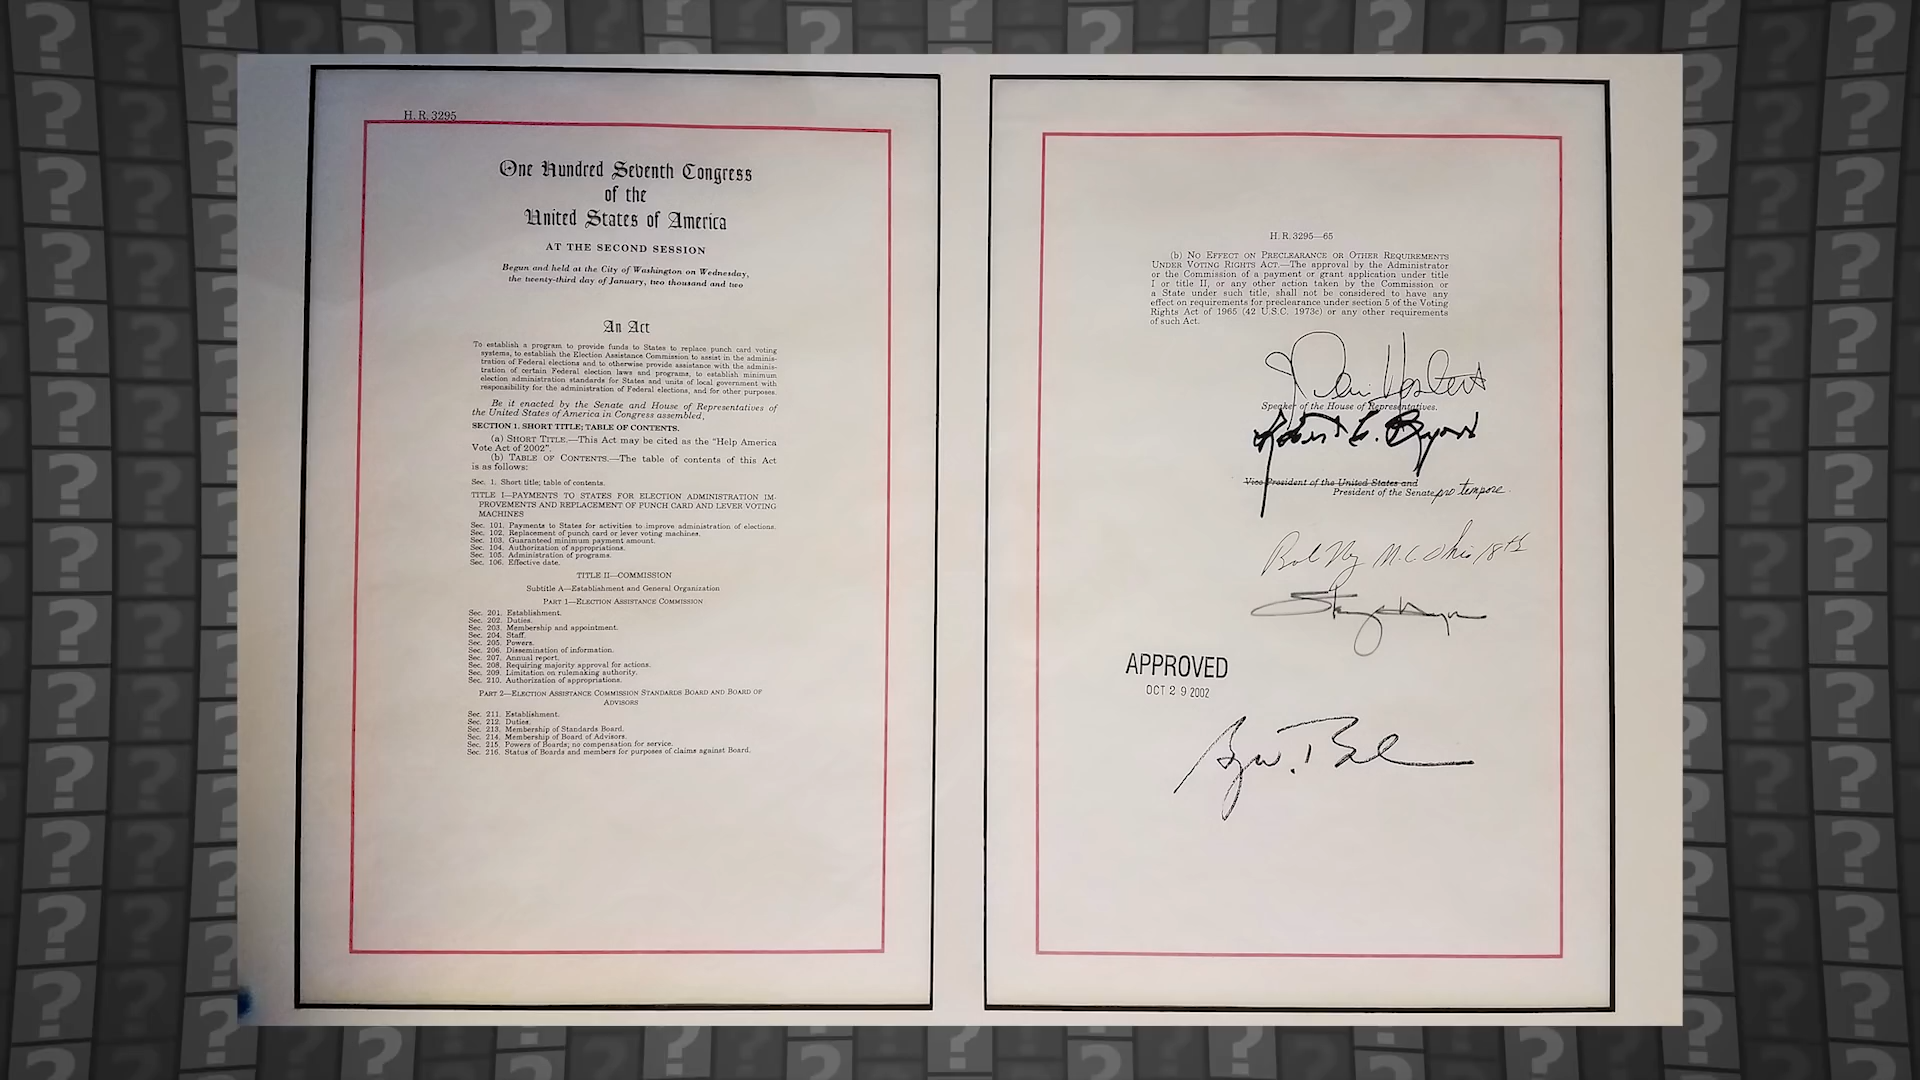 H. R. 3295
One Hundred Seventh Congress
of the
United States of America
AT THE SECOND SESSION
Begun and held at the City of Washington on Wednesday,
the twenty-third day of January, two thousand and two
An Act
To establish a program to provide funds to States to replace punch card voting
systems, to establish the Election Assistance Commission to assist in the adminis-
tration of Federal elections and to otherwise provide assistance with the adminis-
tration of certain Federal election laws and programs, to establish minimum
election administration standards for States and units of local government with
responsibility for the administration of Federal elections, and for other purposes.
Be it enacted by the Senate and House of Representatives of
the United States of America in Congress assembled,
SECTION 1. SHORT TITLE; TABLE OF CONTENTS.
(a) SHORT TITLE.—This Act may be cited as the "Help America
Vote Act of 2002".
(b) TABLE OF CONTENTS.—The table of contents of this Act
is as follows:
Sec. 1. Short title; table of contents.
TITLE I—PAYMENTS TO STATES FOR ELECTION ADMINISTRATION IM-
PROVEMENTS AND REPLACEMENT OF PUNCH CARD AND LEVER VOTING
MACHINES
Sec. 101. Payments to States for activities to improve administration of elections.
Sec. 102. Replacement of punch card or lever voting machines.
Sec. 103. Guaranteed minimum payment amount.
Sec. 104. Authorization of appropriations.
Sec. 105. Administration of programs.
Sec. 106. Effective date.
TITLE II—COMMISSION
Subtitle A—Establishment and General Organization
PART 1—ELECTION ASSISTANCE COMMISSION
Sec. 201. Establishment.
Sec. 202. Duties.
Sec. 203. Membership and appointment.
Sec. 204. Staff.
Sec. 205. Powers.
Sec. 206. Dissemination of information.
Sec. 207. Annual report.
Sec. 208. Requiring majority approval for actions.
Sec. 209. Limitation on rulemaking authority.
Sec. 210. Authorization of appropriations.
PART 2—ELECTION ASSISTANCE COMMISSION STANDARDS BOARD AND BOARD OF
ADVISORS
Sec. 211. Establishment.
Sec. 212. Duties.
Sec. 213. Membership of Standards Board.
Sec. 214. Membership of Board of Advisors.
Sec. 215. Powers of Boards; no compensation for service.
Sec. 216. Status of Boards and members for purposes of claims against Board.
H. R. 3295—65
(b) NO EFFECT ON PRECLEARANCE OR OTHER REQUIREMENTS
UNDER VOTING RIGHTS ACT.—The approval by the Administrator
or the Commission of a payment or grant application under title
I or title II, or any other action taken by the Commission or
a State under such title, shall not be considered to have any
effect on requirements for preclearance under section 5 of the Voting
Rights Act of 1965 (42 U.S.C. 1973c) or any other requirements
of such Act.
Speaker of the House of Representatives.
Robert C. Byrd
Vice President of the United States and
President of the Senate pro tempore.
Bob Ney M.C. Ohio 18th
APPROVED
OCT 29 2002